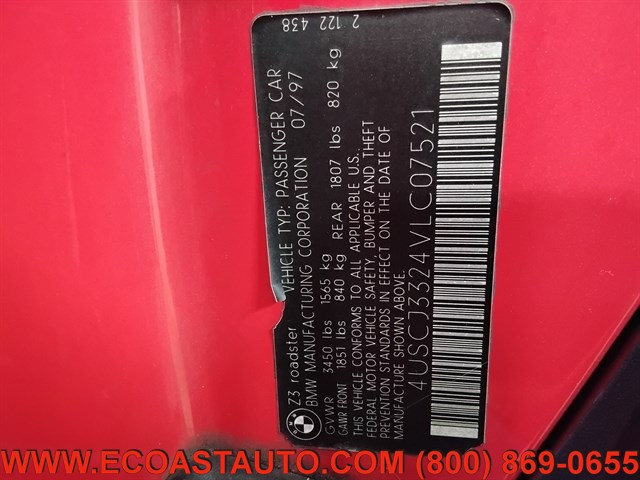 2 122 438
Z3 roadster VEHICLE TYP: PASSENGER CAR
BMW MANUFACTURING CORPORATION 07/97
GVWR 3450 lbs 1565 kg
GAWR FRONT 1851 lbs 840 kg REAR 1807 lbs 820 kg
THIS VEHICLE CONFORMS TO ALL APPLICABLE U.S.
FEDERAL MOTOR VEHICLE SAFETY, BUMPER AND THEFT
PREVENTION STANDARDS IN EFFECT ON THE DATE OF
MANUFACTURE SHOWN ABOVE.
4USCJ3324VLC07521
WWW.ECOASTAUTO.COM (800) 869-0655